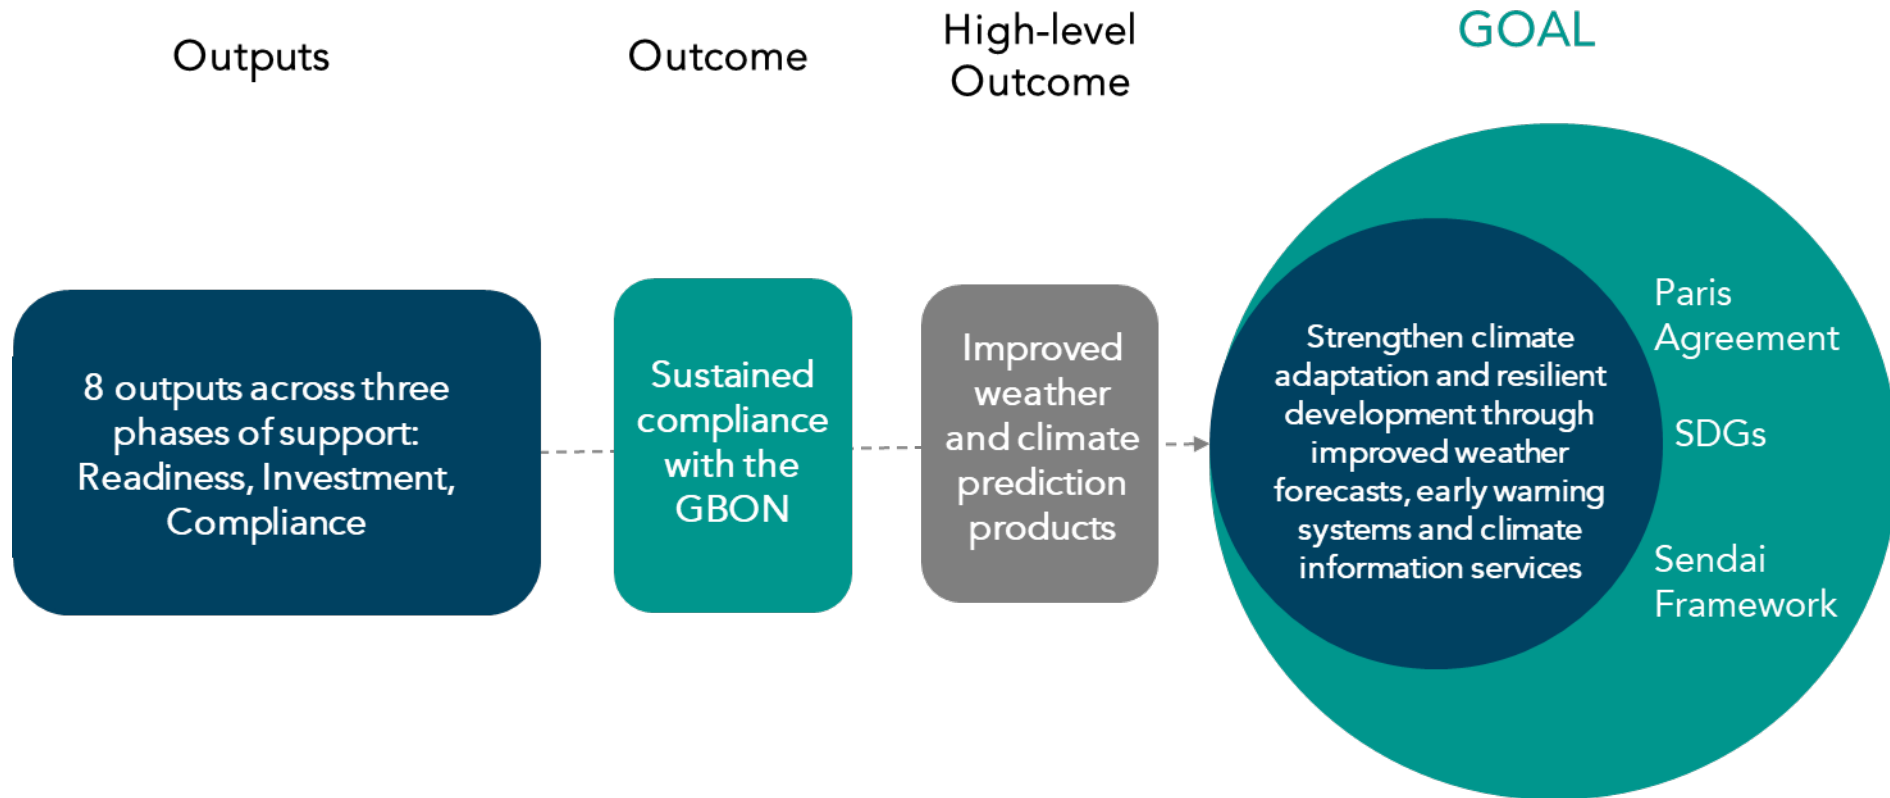 Outputs
Outcome
High-level
Outcome
GOAL
8 outputs across three
phases of support:
Readiness, Investment,
Compliance
Sustained
compliance
with the
GBON
Improved
weather
and climate
prediction
products
Strengthen climate
adaptation and resilient
development through
improved weather
forecasts, early warning
systems and climate
information services
Paris
Agreement
SDGs
Sendai
Framework